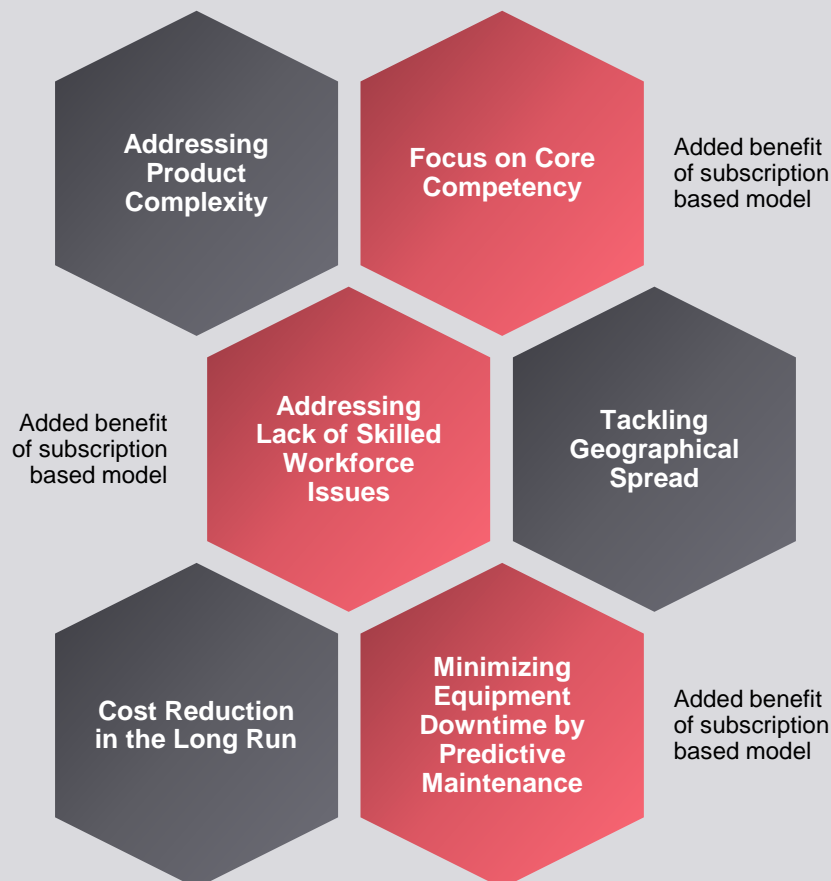 Addressing
Product
Complexity
Focus on Core
Competency
Added benefit
of subscription
based model
Added benefit
of subscription
based model
Addressing
Lack of Skilled
Workforce
Issues
Tackling
Geographical
Spread
Cost Reduction
in the Long Run
Minimizing
Equipment
Downtime by
Predictive
Maintenance
Added benefit
of subscription
based model